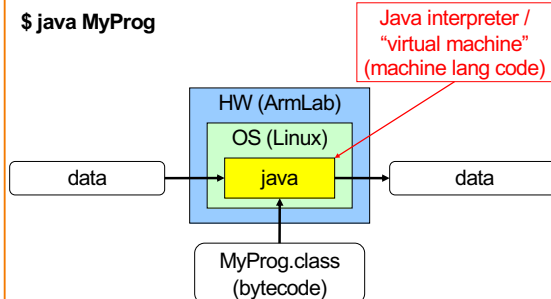 $ java MyProg
Java interpreter /
“virtual machine”
(machine lang code)
HW (ArmLab)
OS (Linux)
data
java
data
MyProg.class
(bytecode)